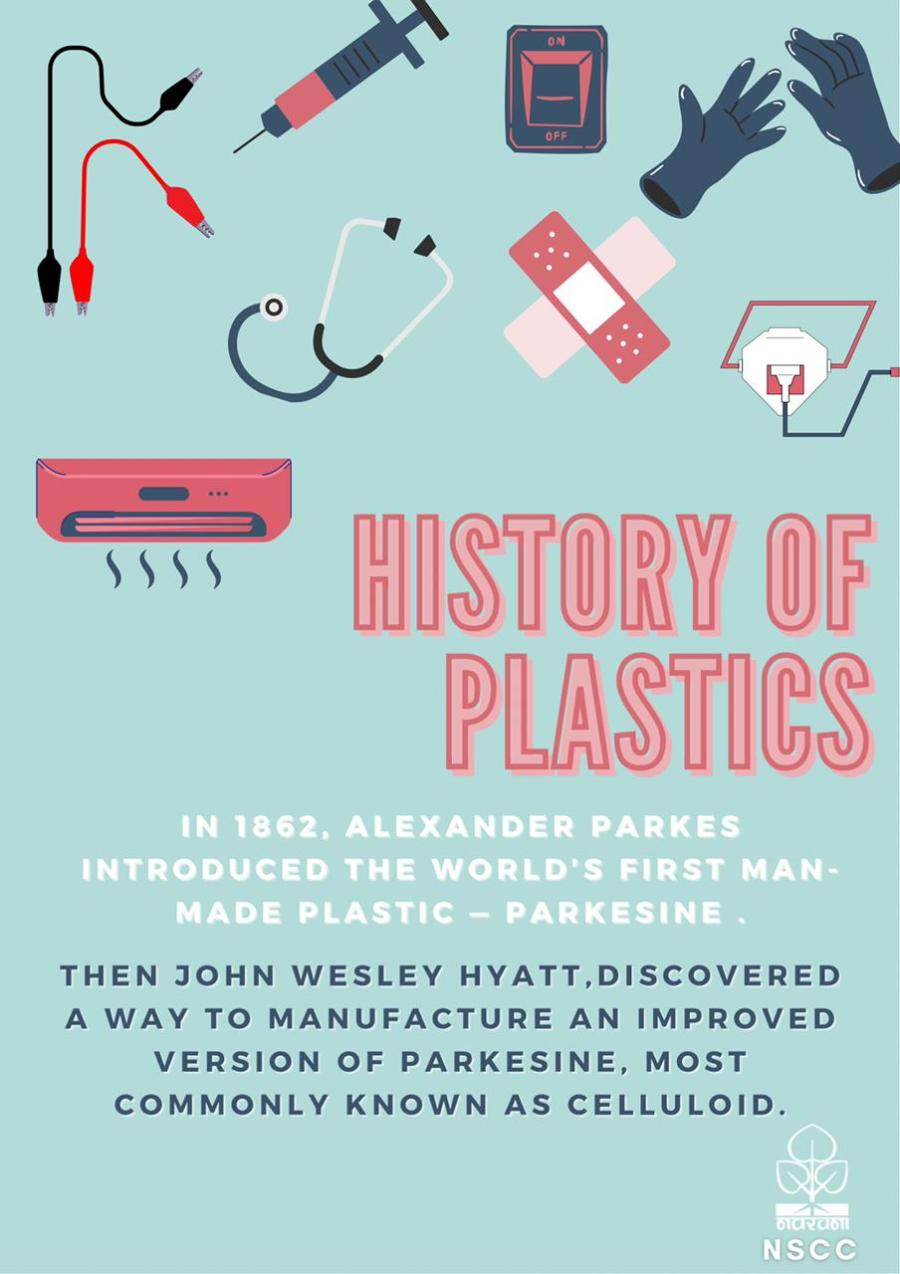 ON
OFF
HISTORY OF
PLASTICS
IN 1862, ALEXANDER PARKES
INTRODUCED THE WORLD'S FIRST MAN-
MADE PLASTIC – PARKESINE .
THEN JOHN WESLEY HYATT,DISCOVERED
A WAY TO MANUFACTURE AN IMPROVED
VERSION OF PARKESINE, MOST
COMMONLY KNOWN AS CELLULOID.
नवरचना
NSCC